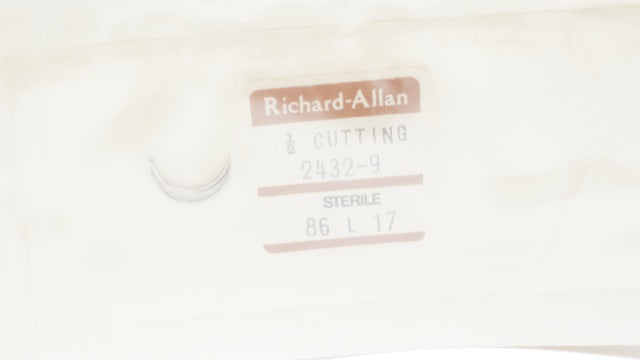 Richard-Allan
½ CUTTING
2432-9
STERILE
86 L 17